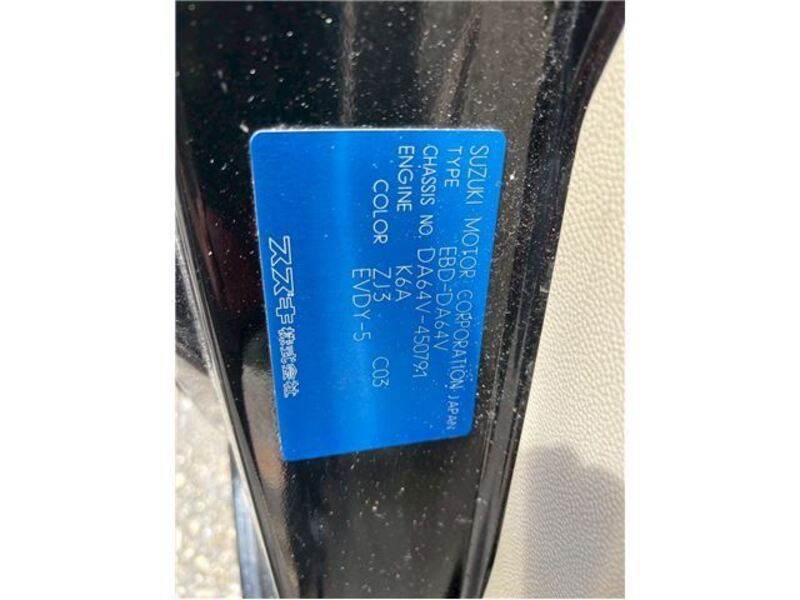 SUZUKI MOTOR CORPORATION JAPAN
TYPE EBD-DA64V
CHASSIS NO. DA64V-450791
ENGINE K6A
COLOR ZJ3 C03
EVDY-5
スズキ株式会社